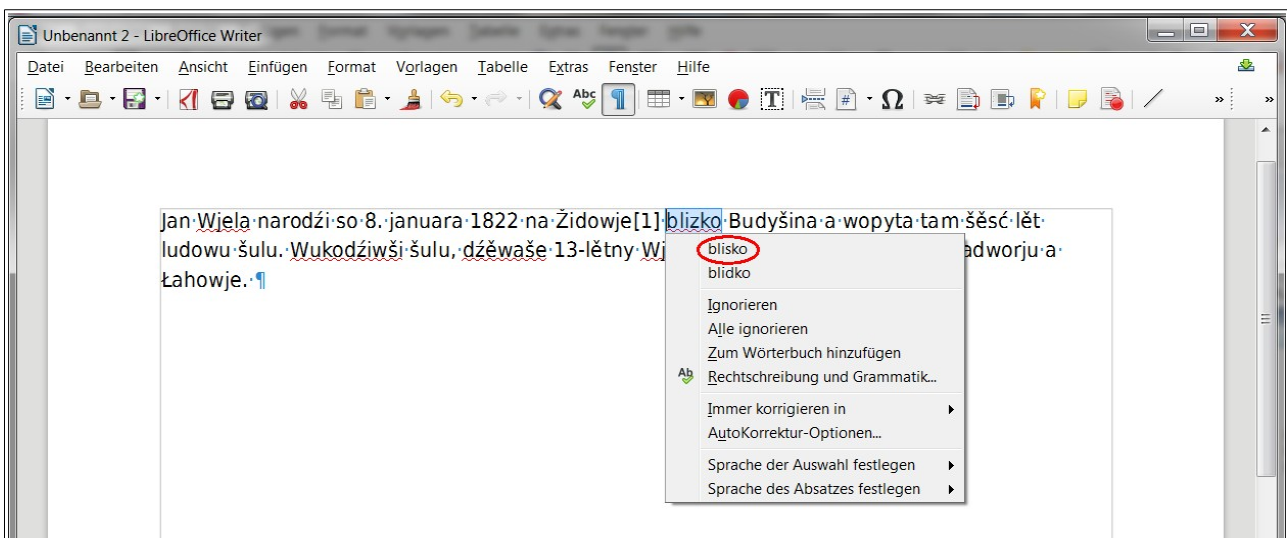 Unbenannt 2 - LibreOffice Writer
Datei Bearbeiten Ansicht Einfügen Format Vorlagen Tabelle Extras Fenster Hilfe
Jan Wjela narodźi so 8. januara 1822 na Židowje[1] blizko Budyšina a wopyta tam šěsć lět
ludowu šulu. Wukodźiwši šulu, dźěwaše 13-lětny Wj adworju a
Łahowje. ¶
blisko
blidko
Ignorieren
Alle ignorieren
Zum Wörterbuch hinzufügen
Rechtschreibung und Grammatik...
Immer korrigieren in
AutoKorrektur-Optionen...
Sprache der Auswahl festlegen
Sprache des Absatzes festlegen